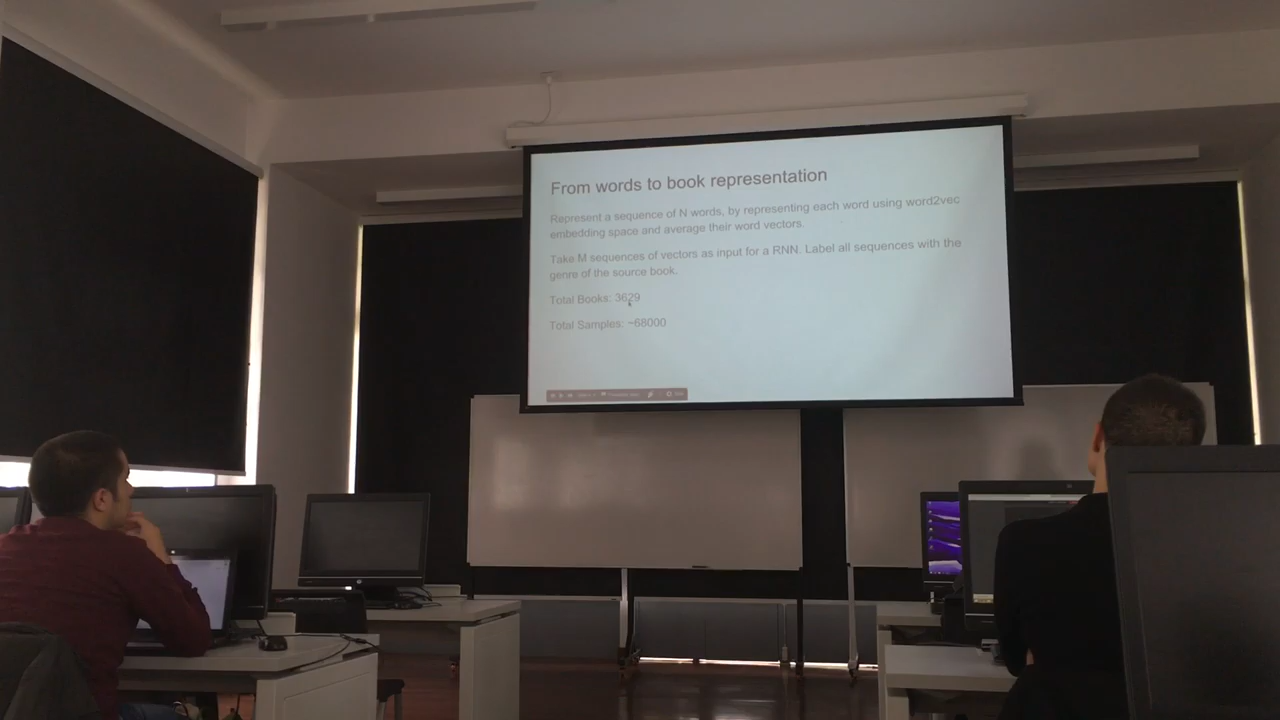 From words to book representation
Represent a sequence of N words, by representing each word using word2vec
embedding space and average their word vectors.
Take M sequences of vectors as input for a RNN. Label all sequences with the
genre of the source book.
Total Books: 3629
Total Samples: ~68000